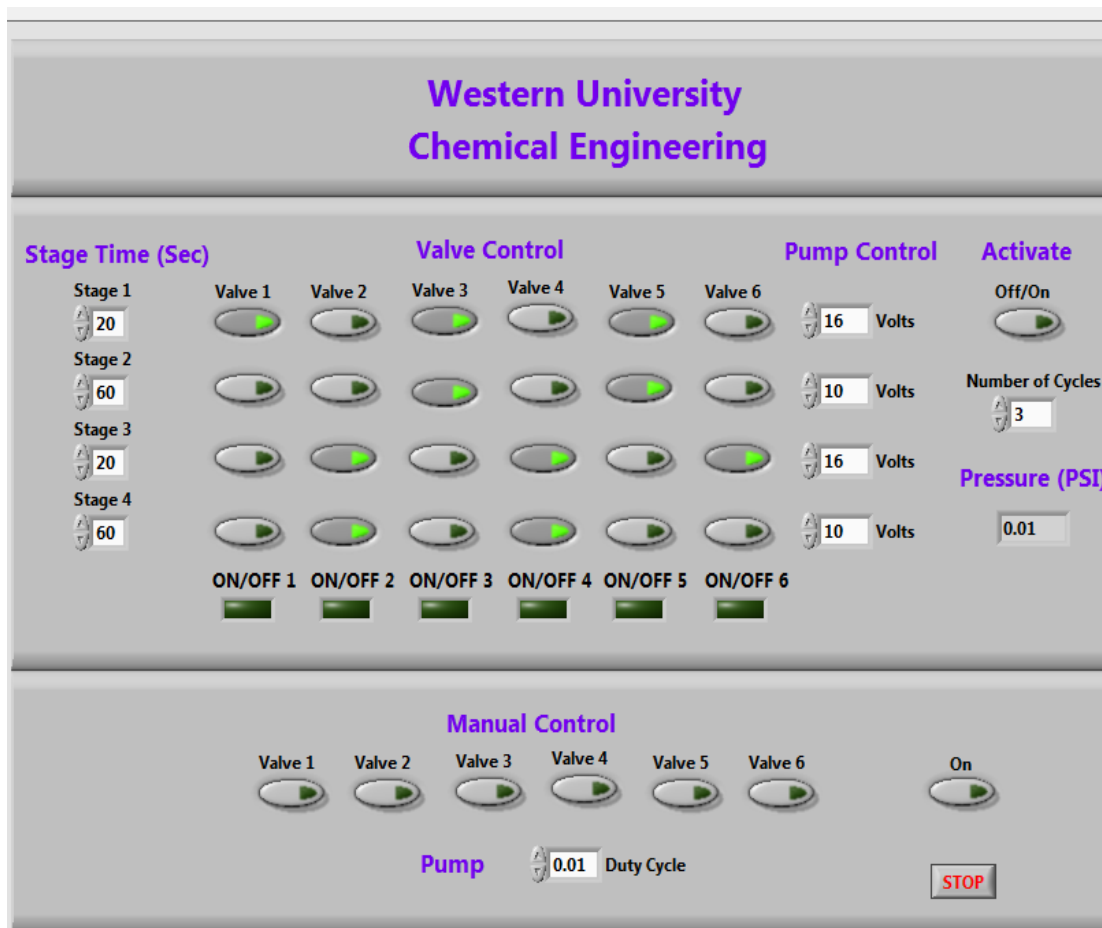 Western University
Chemical Engineering
Stage Time (Sec)
Valve Control
Pump Control
Activate
Stage 1
Valve 1
Valve 2
Valve 3
Valve 4
Valve 5
Valve 6
Off/On
20
16 Volts
Stage 2
60
10 Volts
Number of Cycles
3
Stage 3
20
16 Volts
Pressure (PSI)
Stage 4
60
10 Volts
0.01
ON/OFF 1
ON/OFF 2
ON/OFF 3
ON/OFF 4
ON/OFF 5
ON/OFF 6
Manual Control
Valve 1
Valve 2
Valve 3
Valve 4
Valve 5
Valve 6
On
Pump
0.01 Duty Cycle
STOP